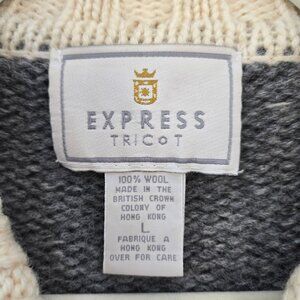 EXPRESS
TRICOT
100% WOOL
MADE IN THE
BRITISH CROWN
COLONY OF
HONG KONG
L
FABRIQUE A
HONG KONG
OVER FOR CARE